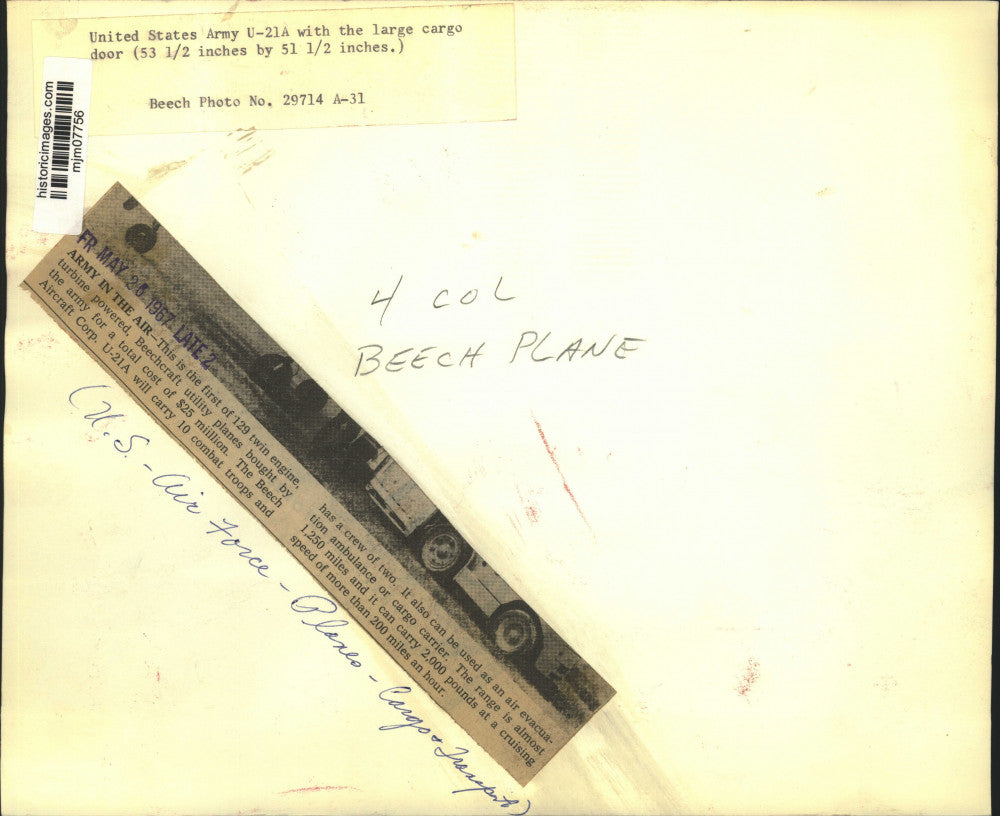 United States Army U-21A with the large cargo
door (53 1/2 inches by 51 1/2 inches.)
Beech Photo No. 29714 A-31
historicimages.com
mjm07756
FR MAY 26 1967 LATE 2
ARMY IN THE AIR—This is the first of 129 twin engine,
turbine powered, Beechcraft utility planes bought by
the army for a total cost of $25 million. The Beech
Aircraft Corp. U-21A will carry 10 combat troops and
has a crew of two. It also can be used as an air evacua-
tion ambulance or cargo carrier. The range is almost
1,250 miles and it can carry 2,000 pounds at a cruising
speed of more than 200 miles an hour.
4 COL
BEECH PLANE
(U.S. - Air Force - Planes - Cargo & Transport)